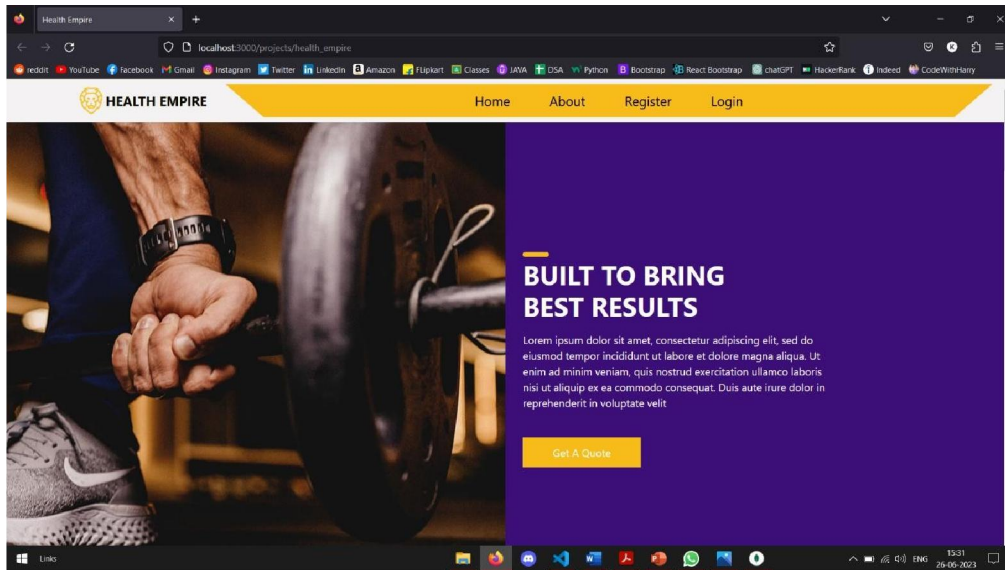 Health Empire
localhost:3000/projects/health_empire
reddit YouTube Facebook Gmail Instagram Twitter LinkedIn Amazon FLipkart Classes JAVA DSA Python Bootstrap React Bootstrap chatGPT HackerRank Indeed CodeWithHarry
HEALTH EMPIRE Home About Register Login
BUILT TO BRING
BEST RESULTS
Lorem ipsum dolor sit amet, consectetur adipiscing elit, sed do
eiusmod tempor incididunt ut labore et dolore magna aliqua. Ut
enim ad minim veniam, quis nostrud exercitation ullamco laboris
nisi ut aliquip ex ea commodo consequat. Duis aute irure dolor in
reprehenderit in voluptate velit
Get A Quote
Links ENG 15:31
26-06-2023